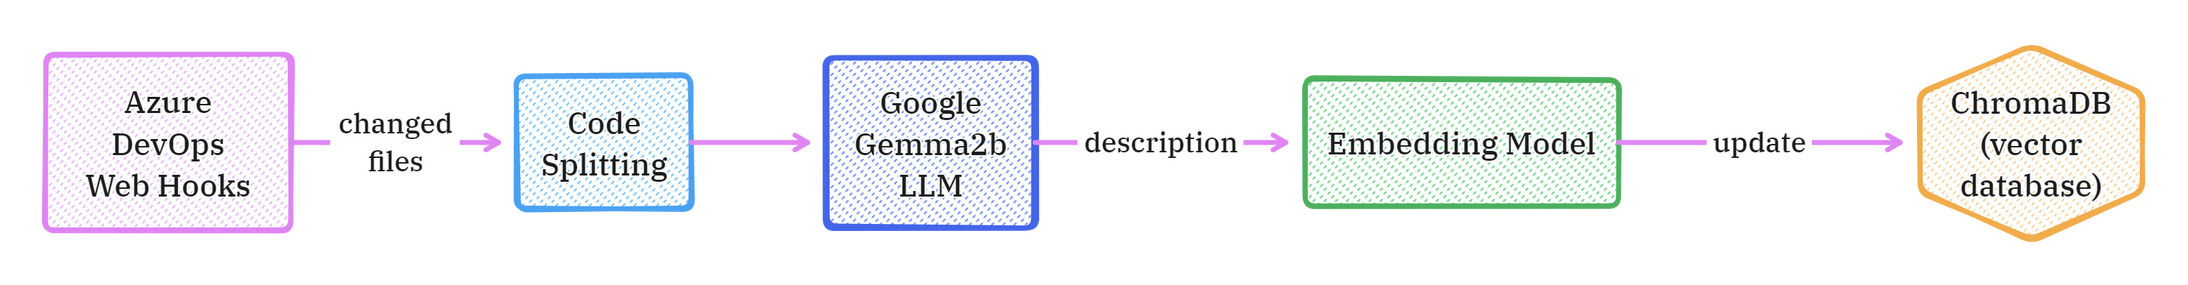 Azure
DevOps
Web Hooks
changed
files
Code
Splitting
Google
Gemma2b
LLM
description
Embedding Model
update
ChromaDB
(vector
database)